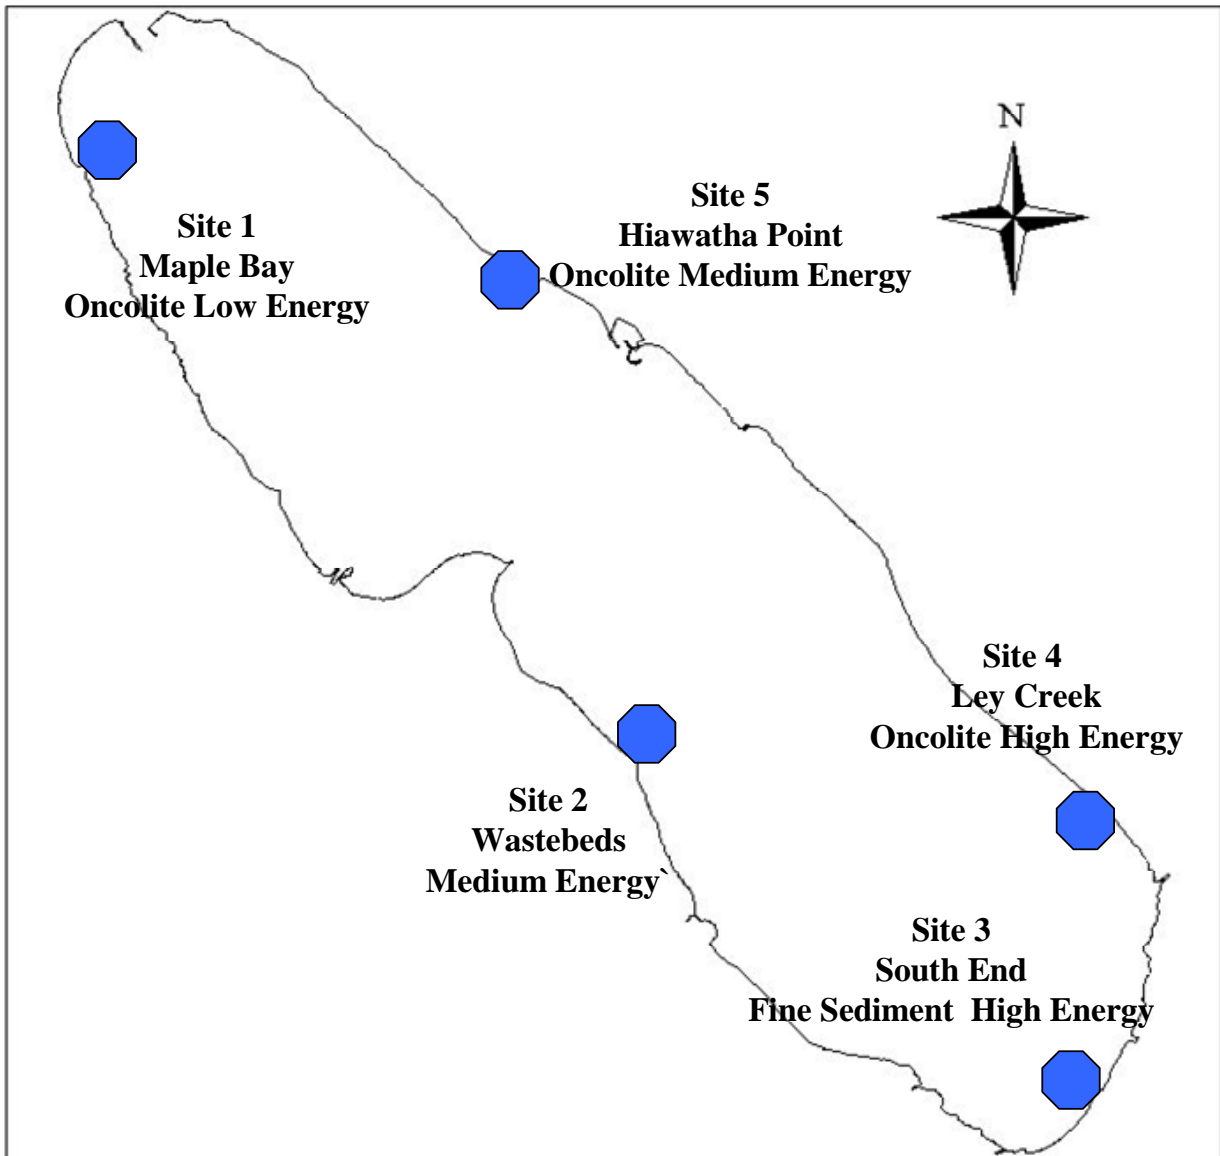 N
Site 5
Hiawatha Point
Oncolite Medium Energy
Site 1
Maple Bay
Oncolite Low Energy
Site 4
Ley Creek
Oncolite High Energy
Site 2
Wastebeds
Medium Energy`
Site 3
South End
Fine Sediment  High Energy